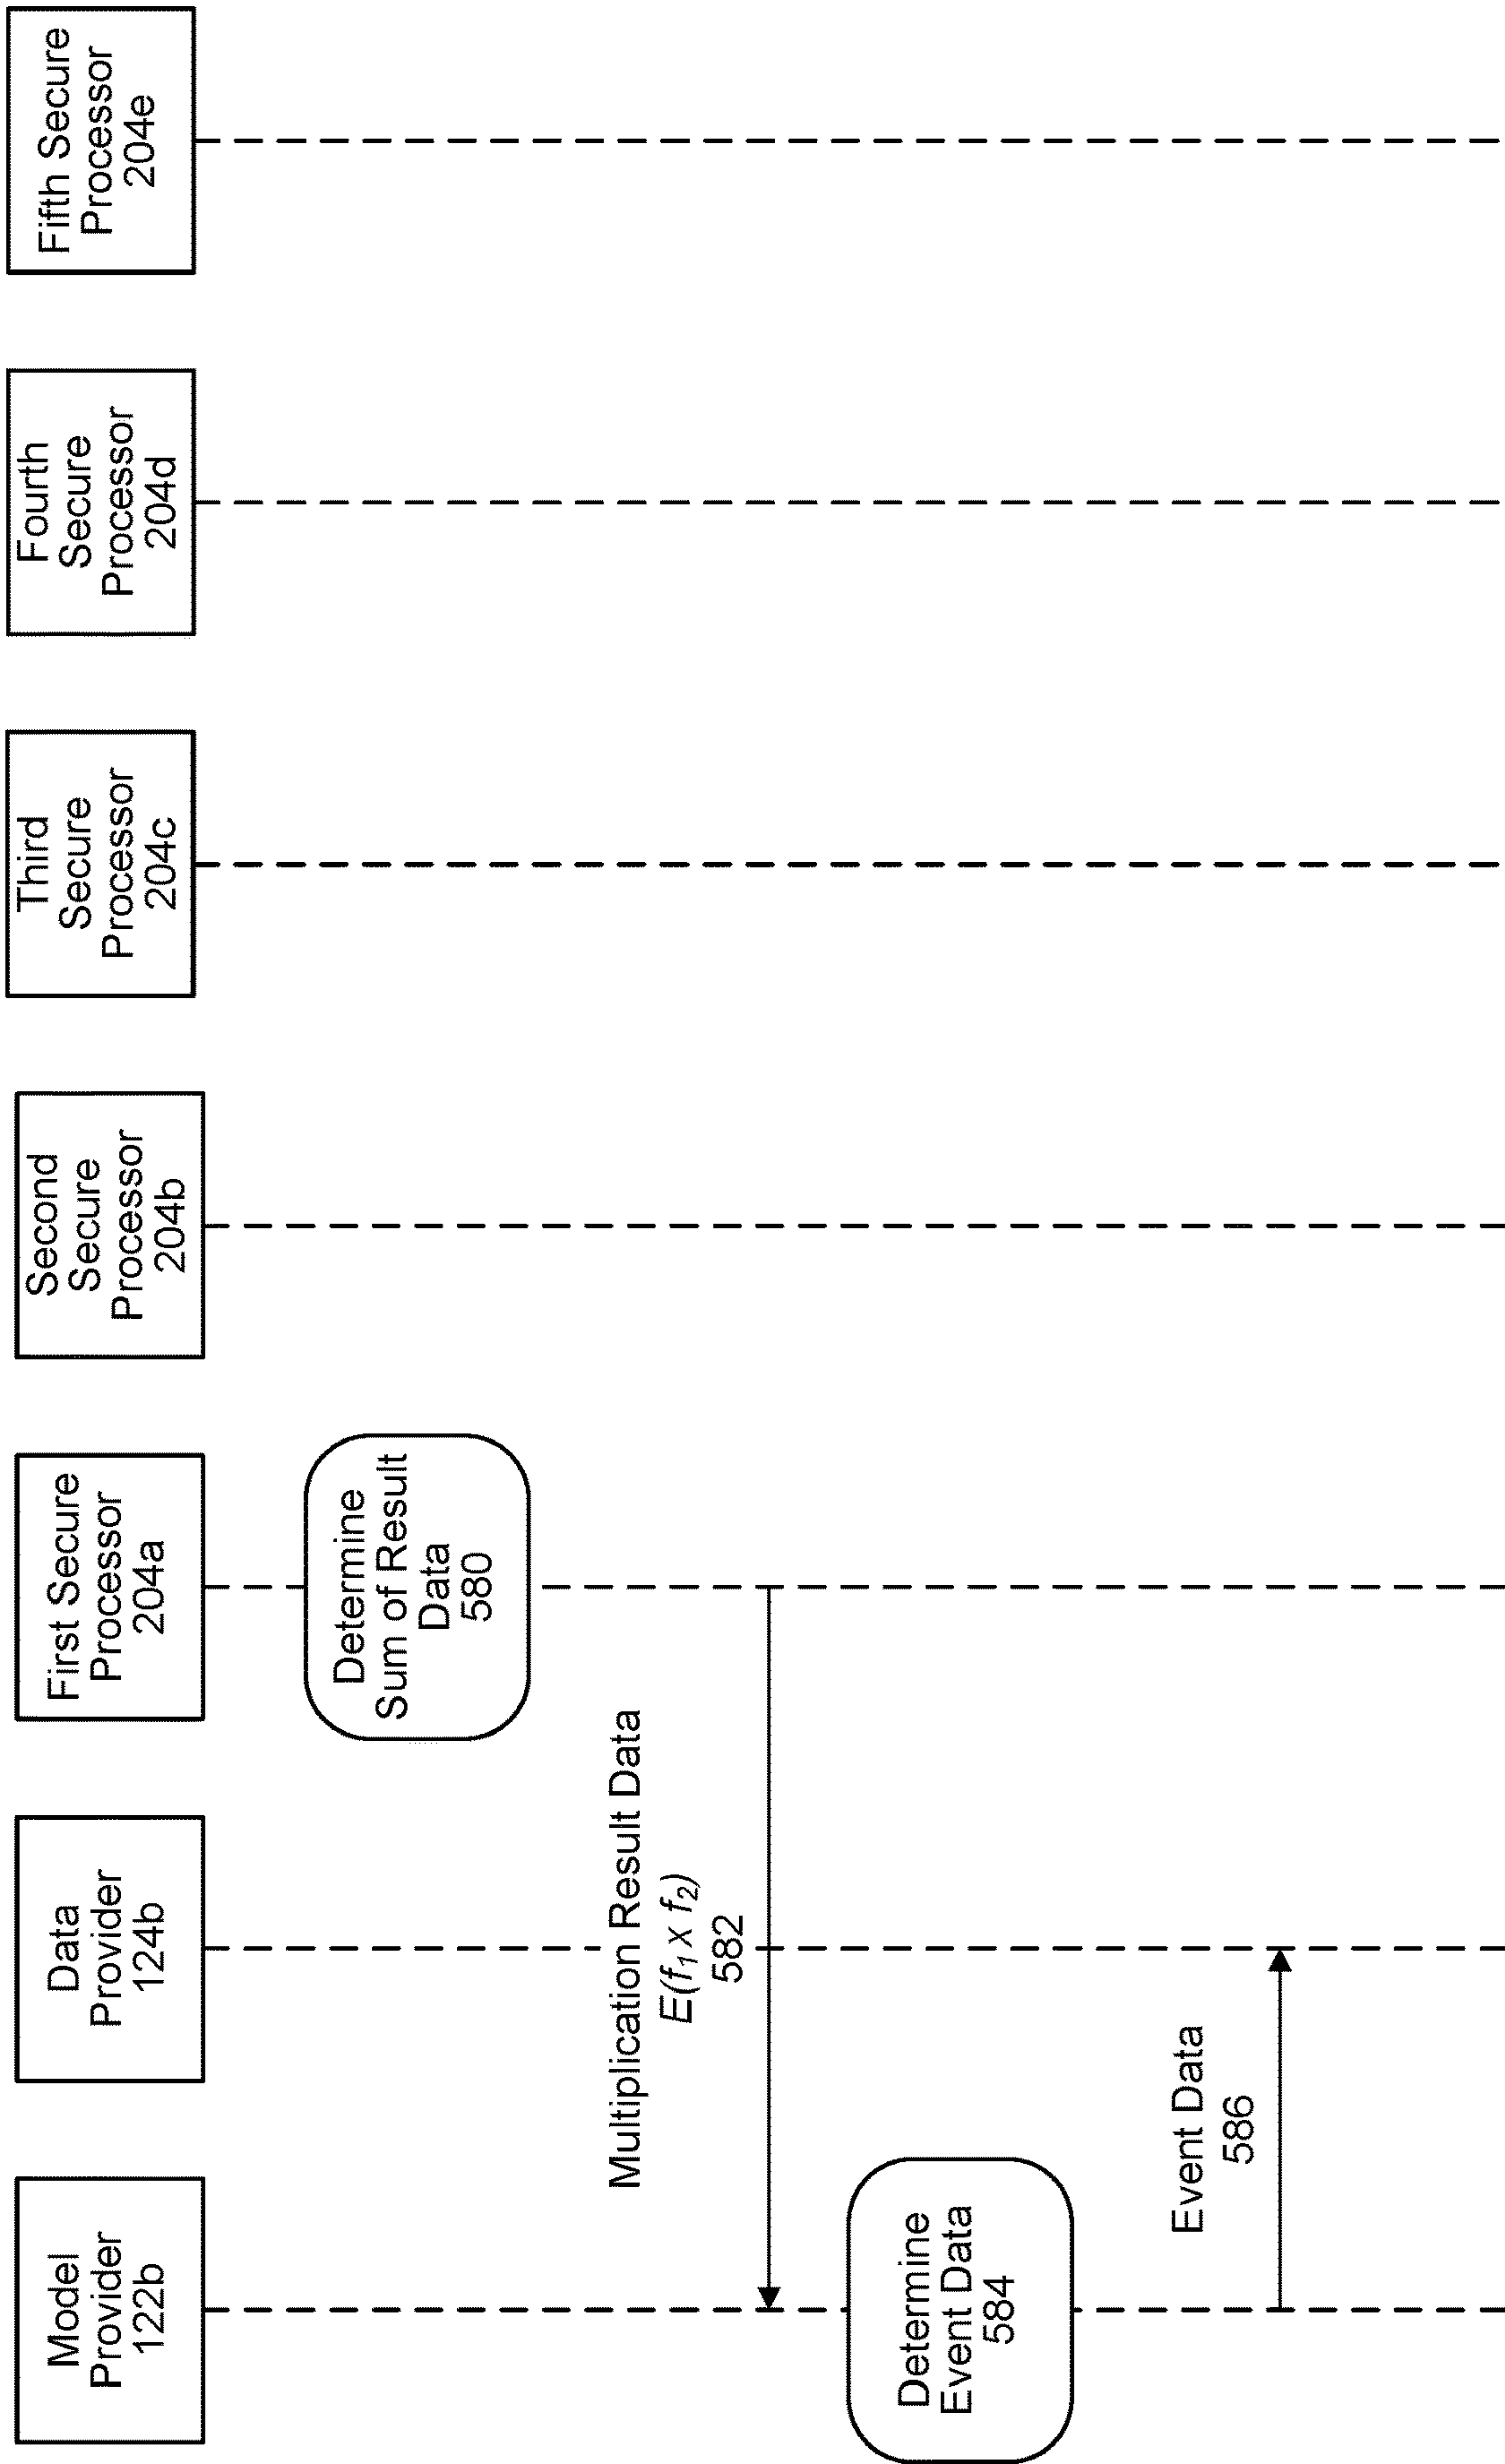 Model
Provider
122b
Data
Provider
124b
First Secure
Processor
204a
Second
Secure
Processor
204b
Third
Secure
Processor
204c
Fourth
Secure
Processor
204d
Fifth Secure
Processor
204e
Determine
Sum of Result
Data
580
Multiplication Result Data
E(f₁ x f₂)
582
Determine
Event Data
584
Event Data
586